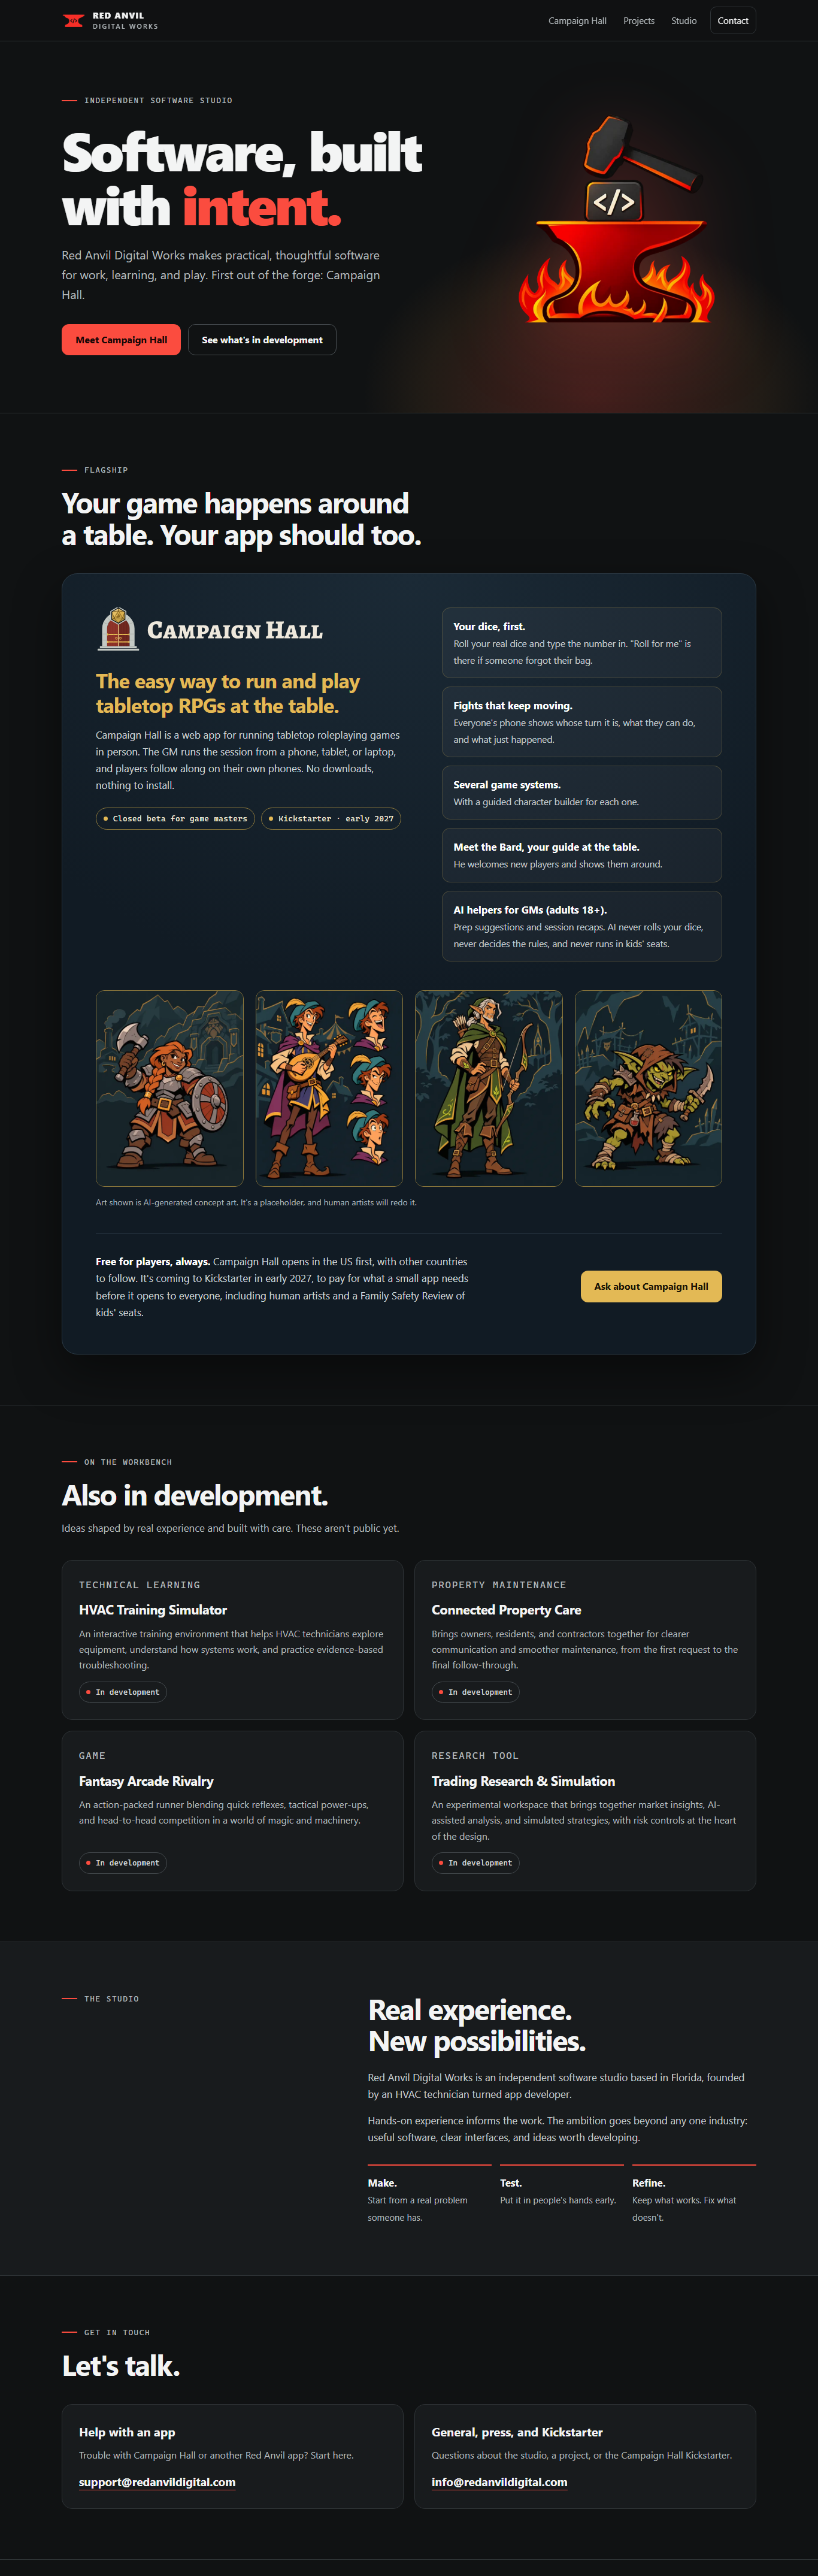 RED ANVIL
DIGITAL WORKS
Campaign Hall
Projects
Studio
Contact
INDEPENDENT SOFTWARE STUDIO
Software, built
with intent.
Red Anvil Digital Works makes practical, thoughtful software
for work, learning, and play. First out of the forge: Campaign
Hall.
Meet Campaign Hall
See what's in development
</>
FLAGSHIP
Your game happens around
a table. Your app should too.
CAMPAIGN HALL
The easy way to run and play
tabletop RPGs at the table.
Campaign Hall is a web app for running tabletop roleplaying games
in person. The GM runs the session from a phone, tablet, or laptop,
and players follow along on their own phones. No downloads,
nothing to install.
Closed beta for game masters
Kickstarter · early 2027
Your dice, first.
Roll your real dice and type the number in. "Roll for me" is
there if someone forgot their bag.
Fights that keep moving.
Everyone's phone shows whose turn it is, what they can do,
and what just happened.
Several game systems.
With a guided character builder for each one.
Meet the Bard, your guide at the table.
He welcomes new players and shows them around.
AI helpers for GMs (adults 18+).
Prep suggestions and session recaps. AI never rolls your dice,
never decides the rules, and never runs in kids' seats.
Art shown is AI-generated concept art. It's a placeholder, and human artists will redo it.
Free for players, always. Campaign Hall opens in the US first, with other countries
to follow. It's coming to Kickstarter in early 2027, to pay for what a small app needs
before it opens to everyone, including human artists and a Family Safety Review of
kids' seats.
Ask about Campaign Hall
ON THE WORKBENCH
Also in development.
Ideas shaped by real experience and built with care. These aren't public yet.
TECHNICAL LEARNING
HVAC Training Simulator
An interactive training environment that helps HVAC technicians explore
equipment, understand how systems work, and practice evidence-based
troubleshooting.
In development
PROPERTY MAINTENANCE
Connected Property Care
Brings owners, residents, and contractors together for clearer
communication and smoother maintenance, from the first request to the
final follow-through.
In development
GAME
Fantasy Arcade Rivalry
An action-packed runner blending quick reflexes, tactical power-ups,
and head-to-head competition in a world of magic and machinery.
In development
RESEARCH TOOL
Trading Research & Simulation
An experimental workspace that brings together market insights, AI-
assisted analysis, and simulated strategies, with risk controls at the heart
of the design.
In development
THE STUDIO
Real experience.
New possibilities.
Red Anvil Digital Works is an independent software studio based in Florida, founded
by an HVAC technician turned app developer.
Hands-on experience informs the work. The ambition goes beyond any one industry:
useful software, clear interfaces, and ideas worth developing.
Make.
Start from a real problem
someone has.
Test.
Put it in people's hands early.
Refine.
Keep what works. Fix what
doesn't.
GET IN TOUCH
Let's talk.
Help with an app
Trouble with Campaign Hall or another Red Anvil app? Start here.
support@redanvildigital.com
General, press, and Kickstarter
Questions about the studio, a project, or the Campaign Hall Kickstarter.
info@redanvildigital.com